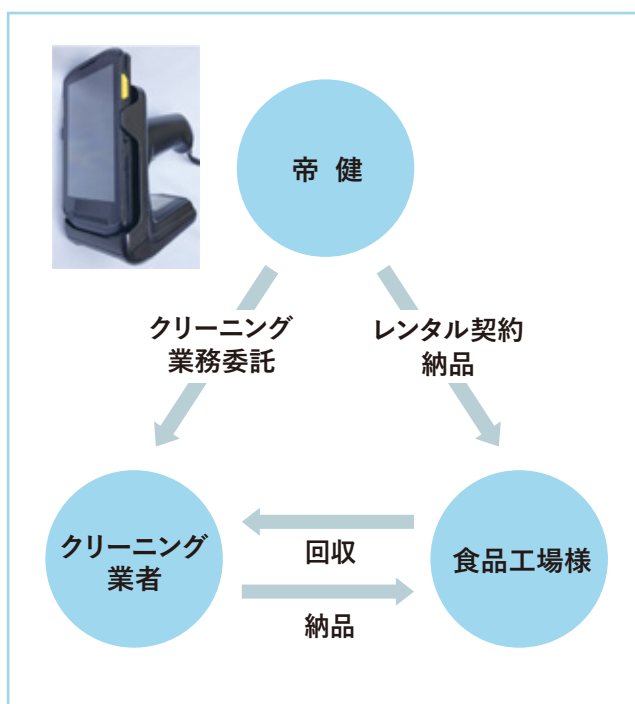 帝 健
クリーニング
業務委託
レンタル契約
納品
クリーニング
業者
回収
納品
食品工場様